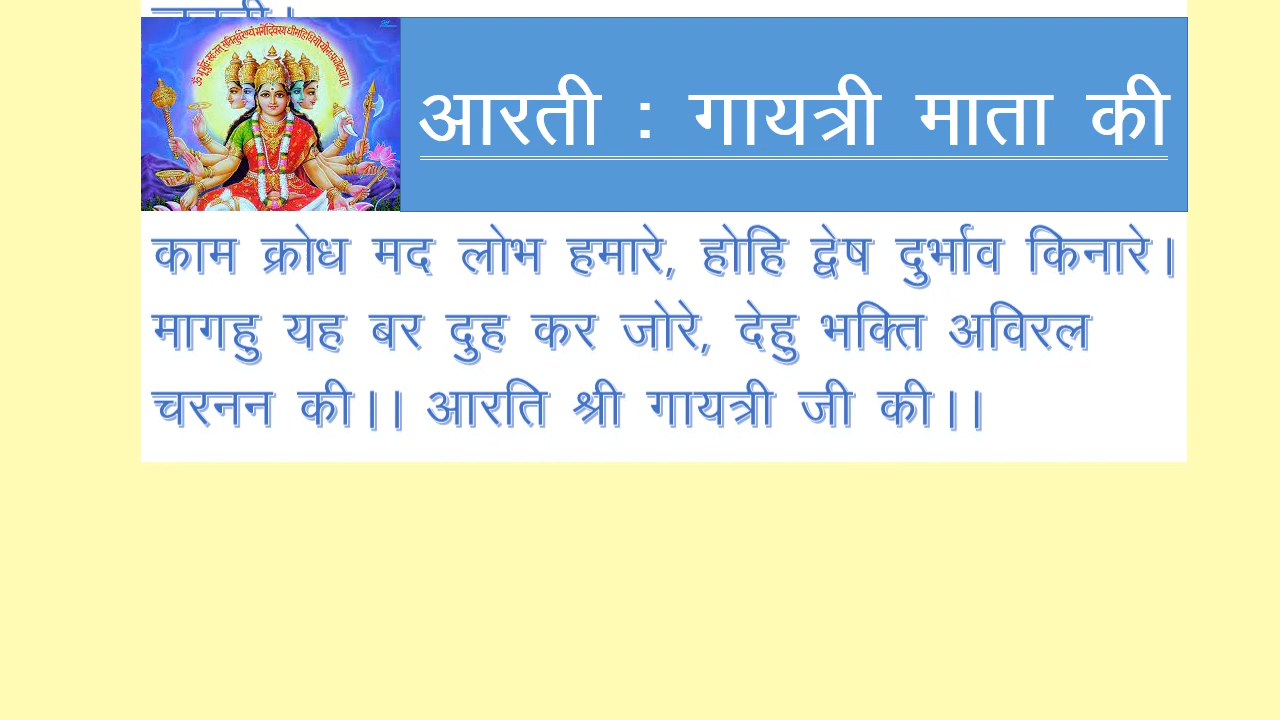 आरती : गायत्री माता की
काम क्रोध मद लोभ हमारे, होहि द्वेष दुर्भाव किनारे।
मागहु यह बर दुह कर जोरे, देहु भक्ति अविरल
चरनन की।। आरति श्री गायत्री जी की।।